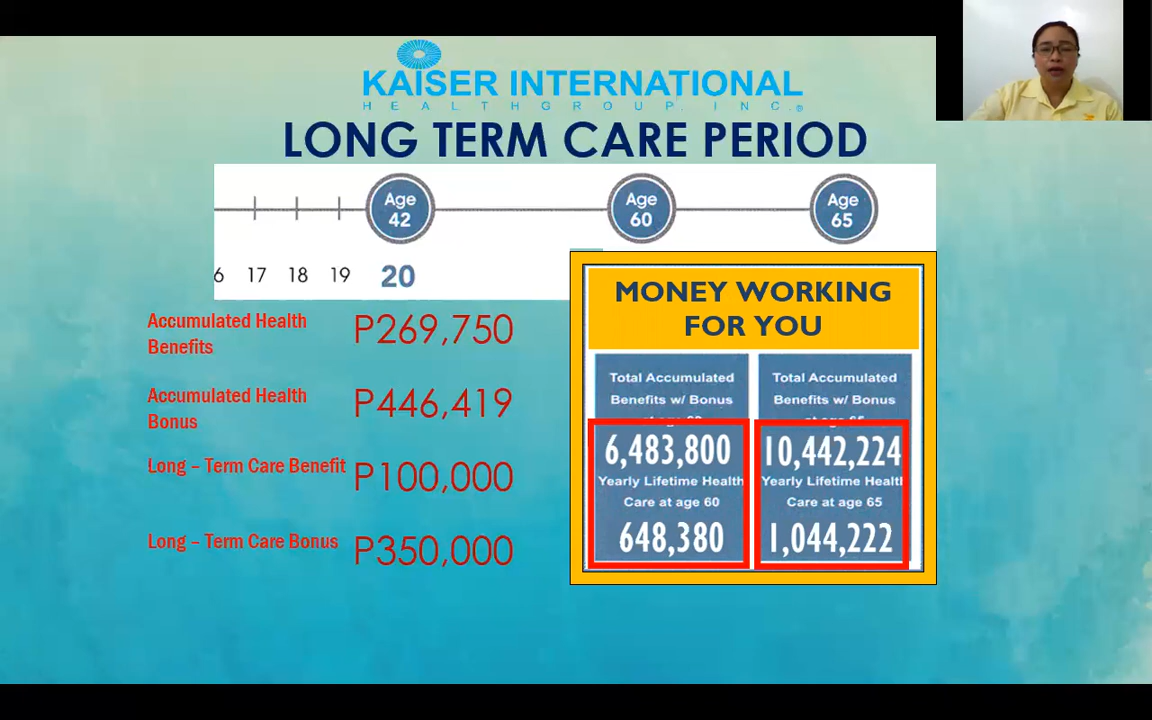 KAISER INTERNATIONAL
HEALTHGROUP, INC.®
LONG TERM CARE PERIOD
Age
42
Age
60
Age
65
6 17 18 19 20
MONEY WORKING
FOR YOU
Accumulated Health
Benefits
P269,750
Accumulated Health
Bonus
P446,419
Long – Term Care Benefit
P100,000
Long – Term Care Bonus
P350,000
Total Accumulated
Benefits w/ Bonus
6,483,800
Yearly Lifetime Health
Care at age 60
648,380
Total Accumulated
Benefits w/ Bonus
10,442,224
Yearly Lifetime Health
Care at age 65
1,044,222